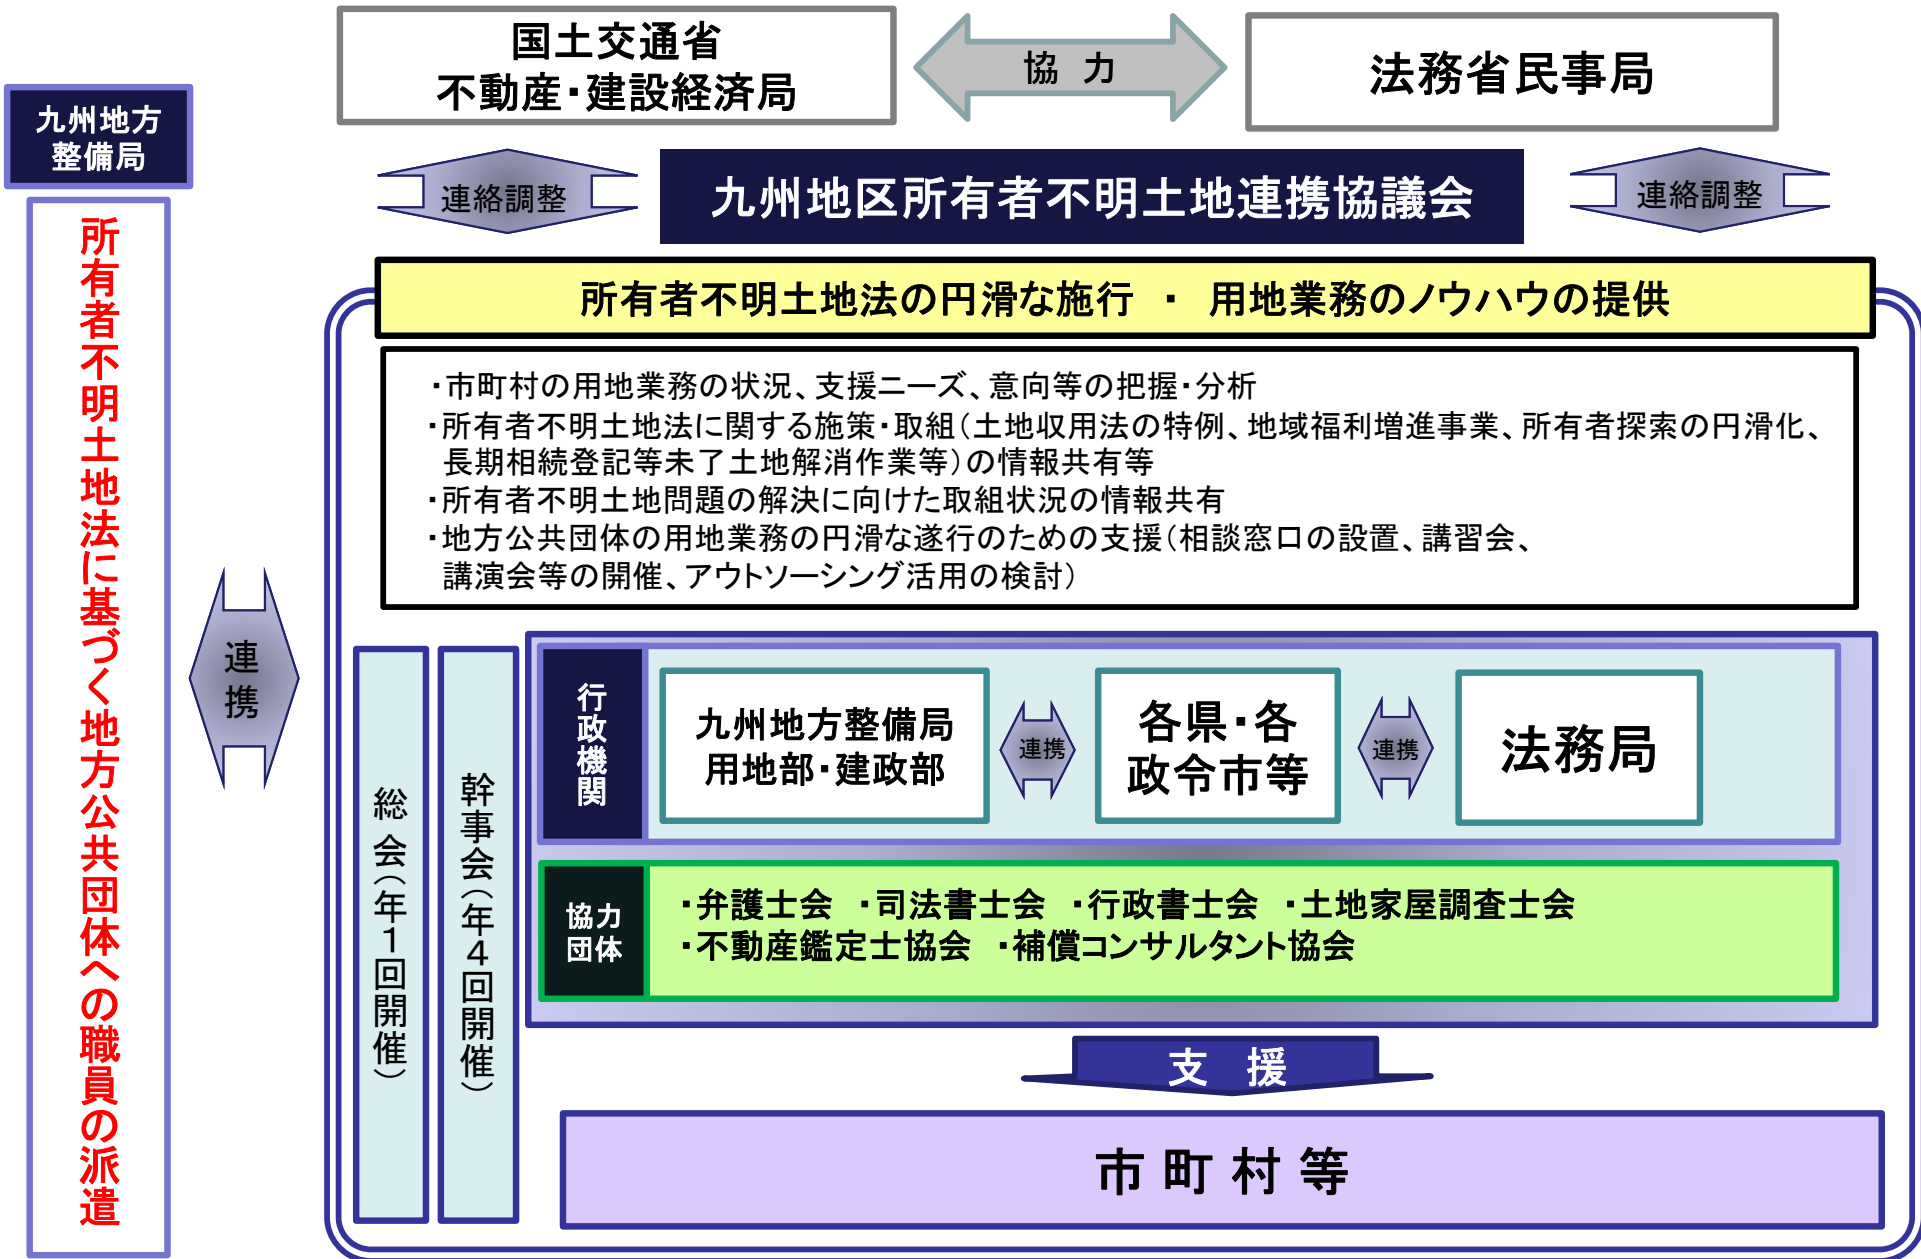 国土交通省
不動産・建設経済局
協 力
法務省民事局
九州地方
整備局
連絡調整
九州地区所有者不明土地連携協議会
連絡調整
所有者不明土地法に基づく地方公共団体への職員の派遣
連携
所有者不明土地法の円滑な施行 ・ 用地業務のノウハウの提供
・市町村の用地業務の状況、支援ニーズ、意向等の把握・分析
・所有者不明土地法に関する施策・取組（土地収用法の特例、地域福利増進事業、所有者探索の円滑化、
長期相続登記等未了土地解消作業等）の情報共有等
・所有者不明土地問題の解決に向けた取組状況の情報共有
・地方公共団体の用地業務の円滑な遂行のための支援（相談窓口の設置、講習会、
講演会等の開催、アウトソーシング活用の検討）
総会（年１回開催）
幹事会（年４回開催）
行政機関
九州地方整備局
用地部・建政部
連携
各県・各
政令市等
連携
法務局
協力
団体
・弁護士会 ・司法書士会 ・行政書士会 ・土地家屋調査士会
・不動産鑑定士協会 ・補償コンサルタント協会
支 援
市 町 村 等